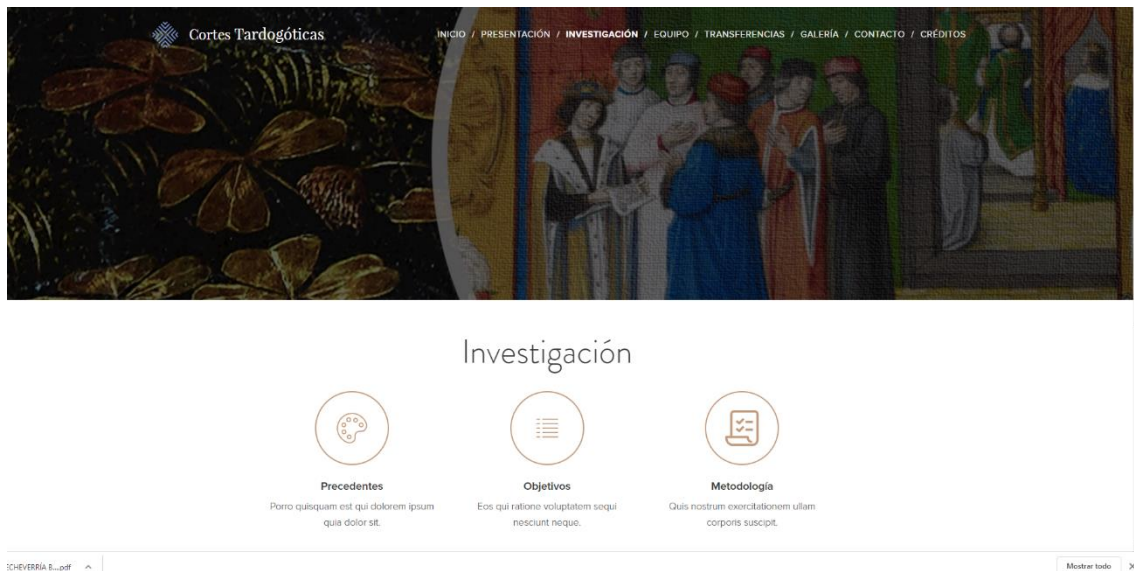 Cortes Tardogóticas
INICIO / PRESENTACIÓN / INVESTIGACIÓN / EQUIPO / TRANSFERENCIAS / GALERÍA / CONTACTO / CRÉDITOS
Investigación
Precedentes
Objetivos
Metodología
Porro quisquam est qui dolorem ipsum
quia dolor sit.
Eos qui ratione voluptatem sequi
nesciunt neque.
Quis nostrum exercitationem ullam
corporis suscipit.
ECHEVERRÍA B....pdf
Mostrar todo